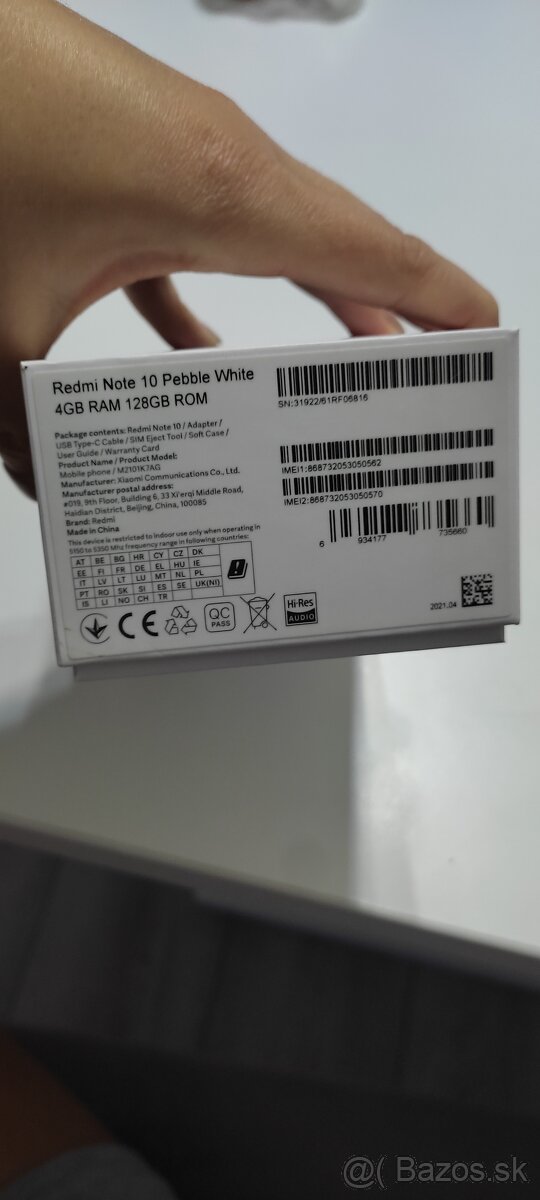 Redmi Note 10 Pebble White
4GB RAM 128GB ROM
Package contents: Redmi Note 10 / Adapter /
USB Type-C Cable / SIM Eject Tool / Soft Case /
User Guide / Warranty Card
Product Name / Product Model:
Mobile phone / M2101K7AG
Manufacturer: Xiaomi Communications Co., Ltd.
Manufacturer postal address:
#019, 9th Floor, Building 6, 33 Xi'erqi Middle Road,
Haidian District, Beijing, China, 100085
Brand: Redmi
Made in China
This device is restricted to indoor use only when operating in
5150 to 5350 Mhz frequency range in following countries:
AT BE BG HR CY CZ DK
EE FI FR DE EL HU IE
IT LV LT LU MT NL PL
PT RO SK SI ES SE UK(NI)
IS LI NO CH TR
CE
QC
PASS
Hi-Res
AUDIO
SN:31922/61RF06816
IMEI1:868732053050562
IMEI2:868732053050570
6 934177 735660
2021.04
@( Bazos.sk